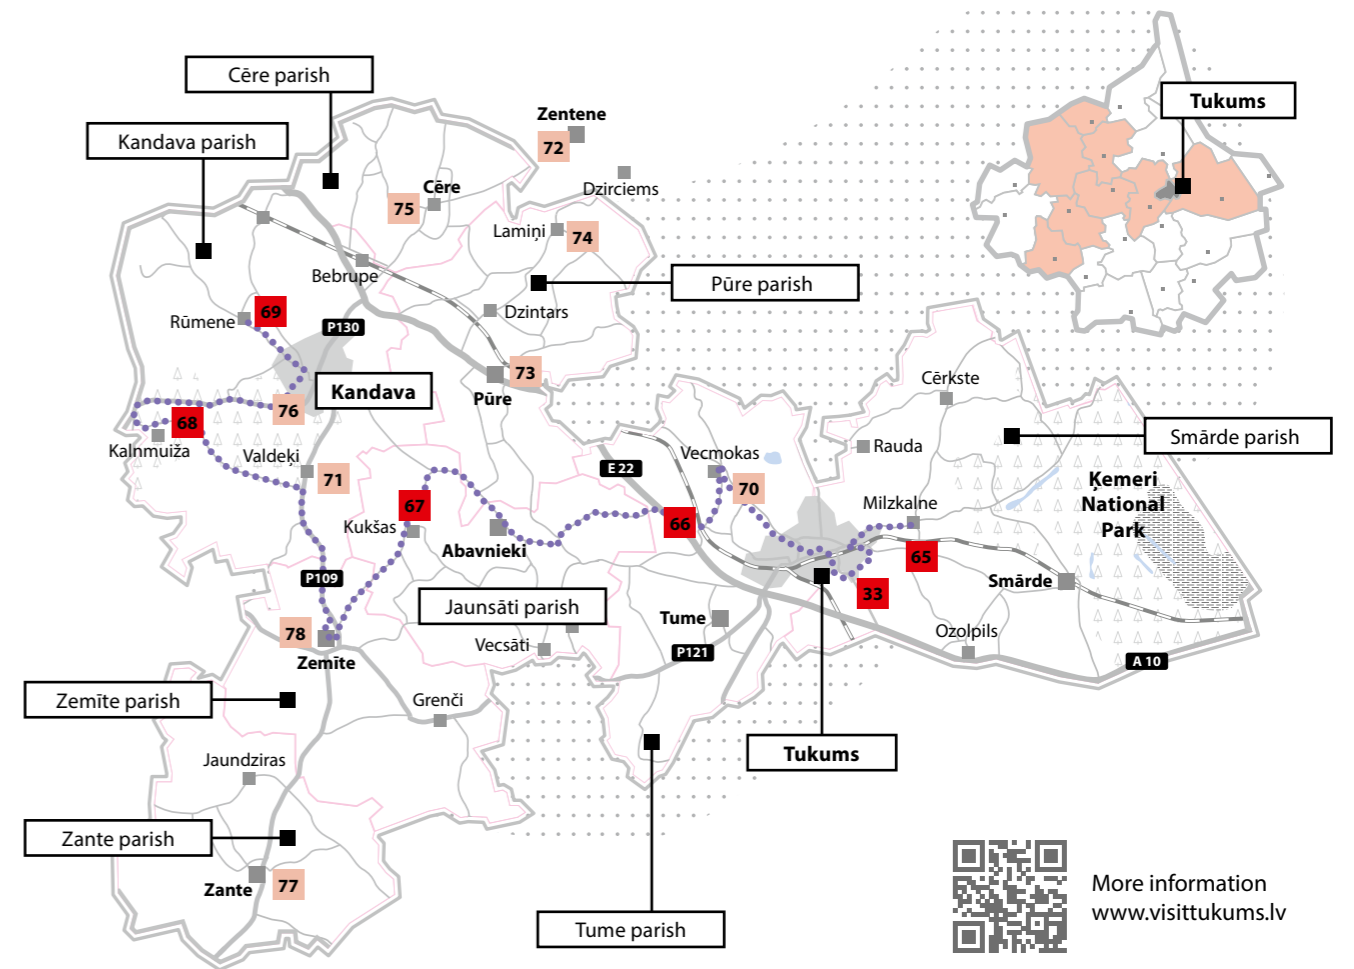 Cēre parish
Kandava parish
Zentene
72
Tukums
Dzirciems
Cēre
75
Lamiņi
74
Bebrupe
Pūre parish
Dzintars
Rūmene
69
P130
73
Pūre
Kandava
76
68
Kalnmuiža
Valdeķi
71
Cērkste
Rauda
Smārde parish
E 22
Vecmokas
70
Ķemeri
National
Park
67
Kukšas
Abavnieki
66
Milzkalne
65
Smārde
33
P109
Jaunsāti parish
78
Zemīte
Vecsāti
Tume
P121
Ozolpils
A 10
Zemīte parish
Grenči
Tukums
Jaundziras
Zante parish
Zante
77
Tume parish
More information
www.visittukums.lv